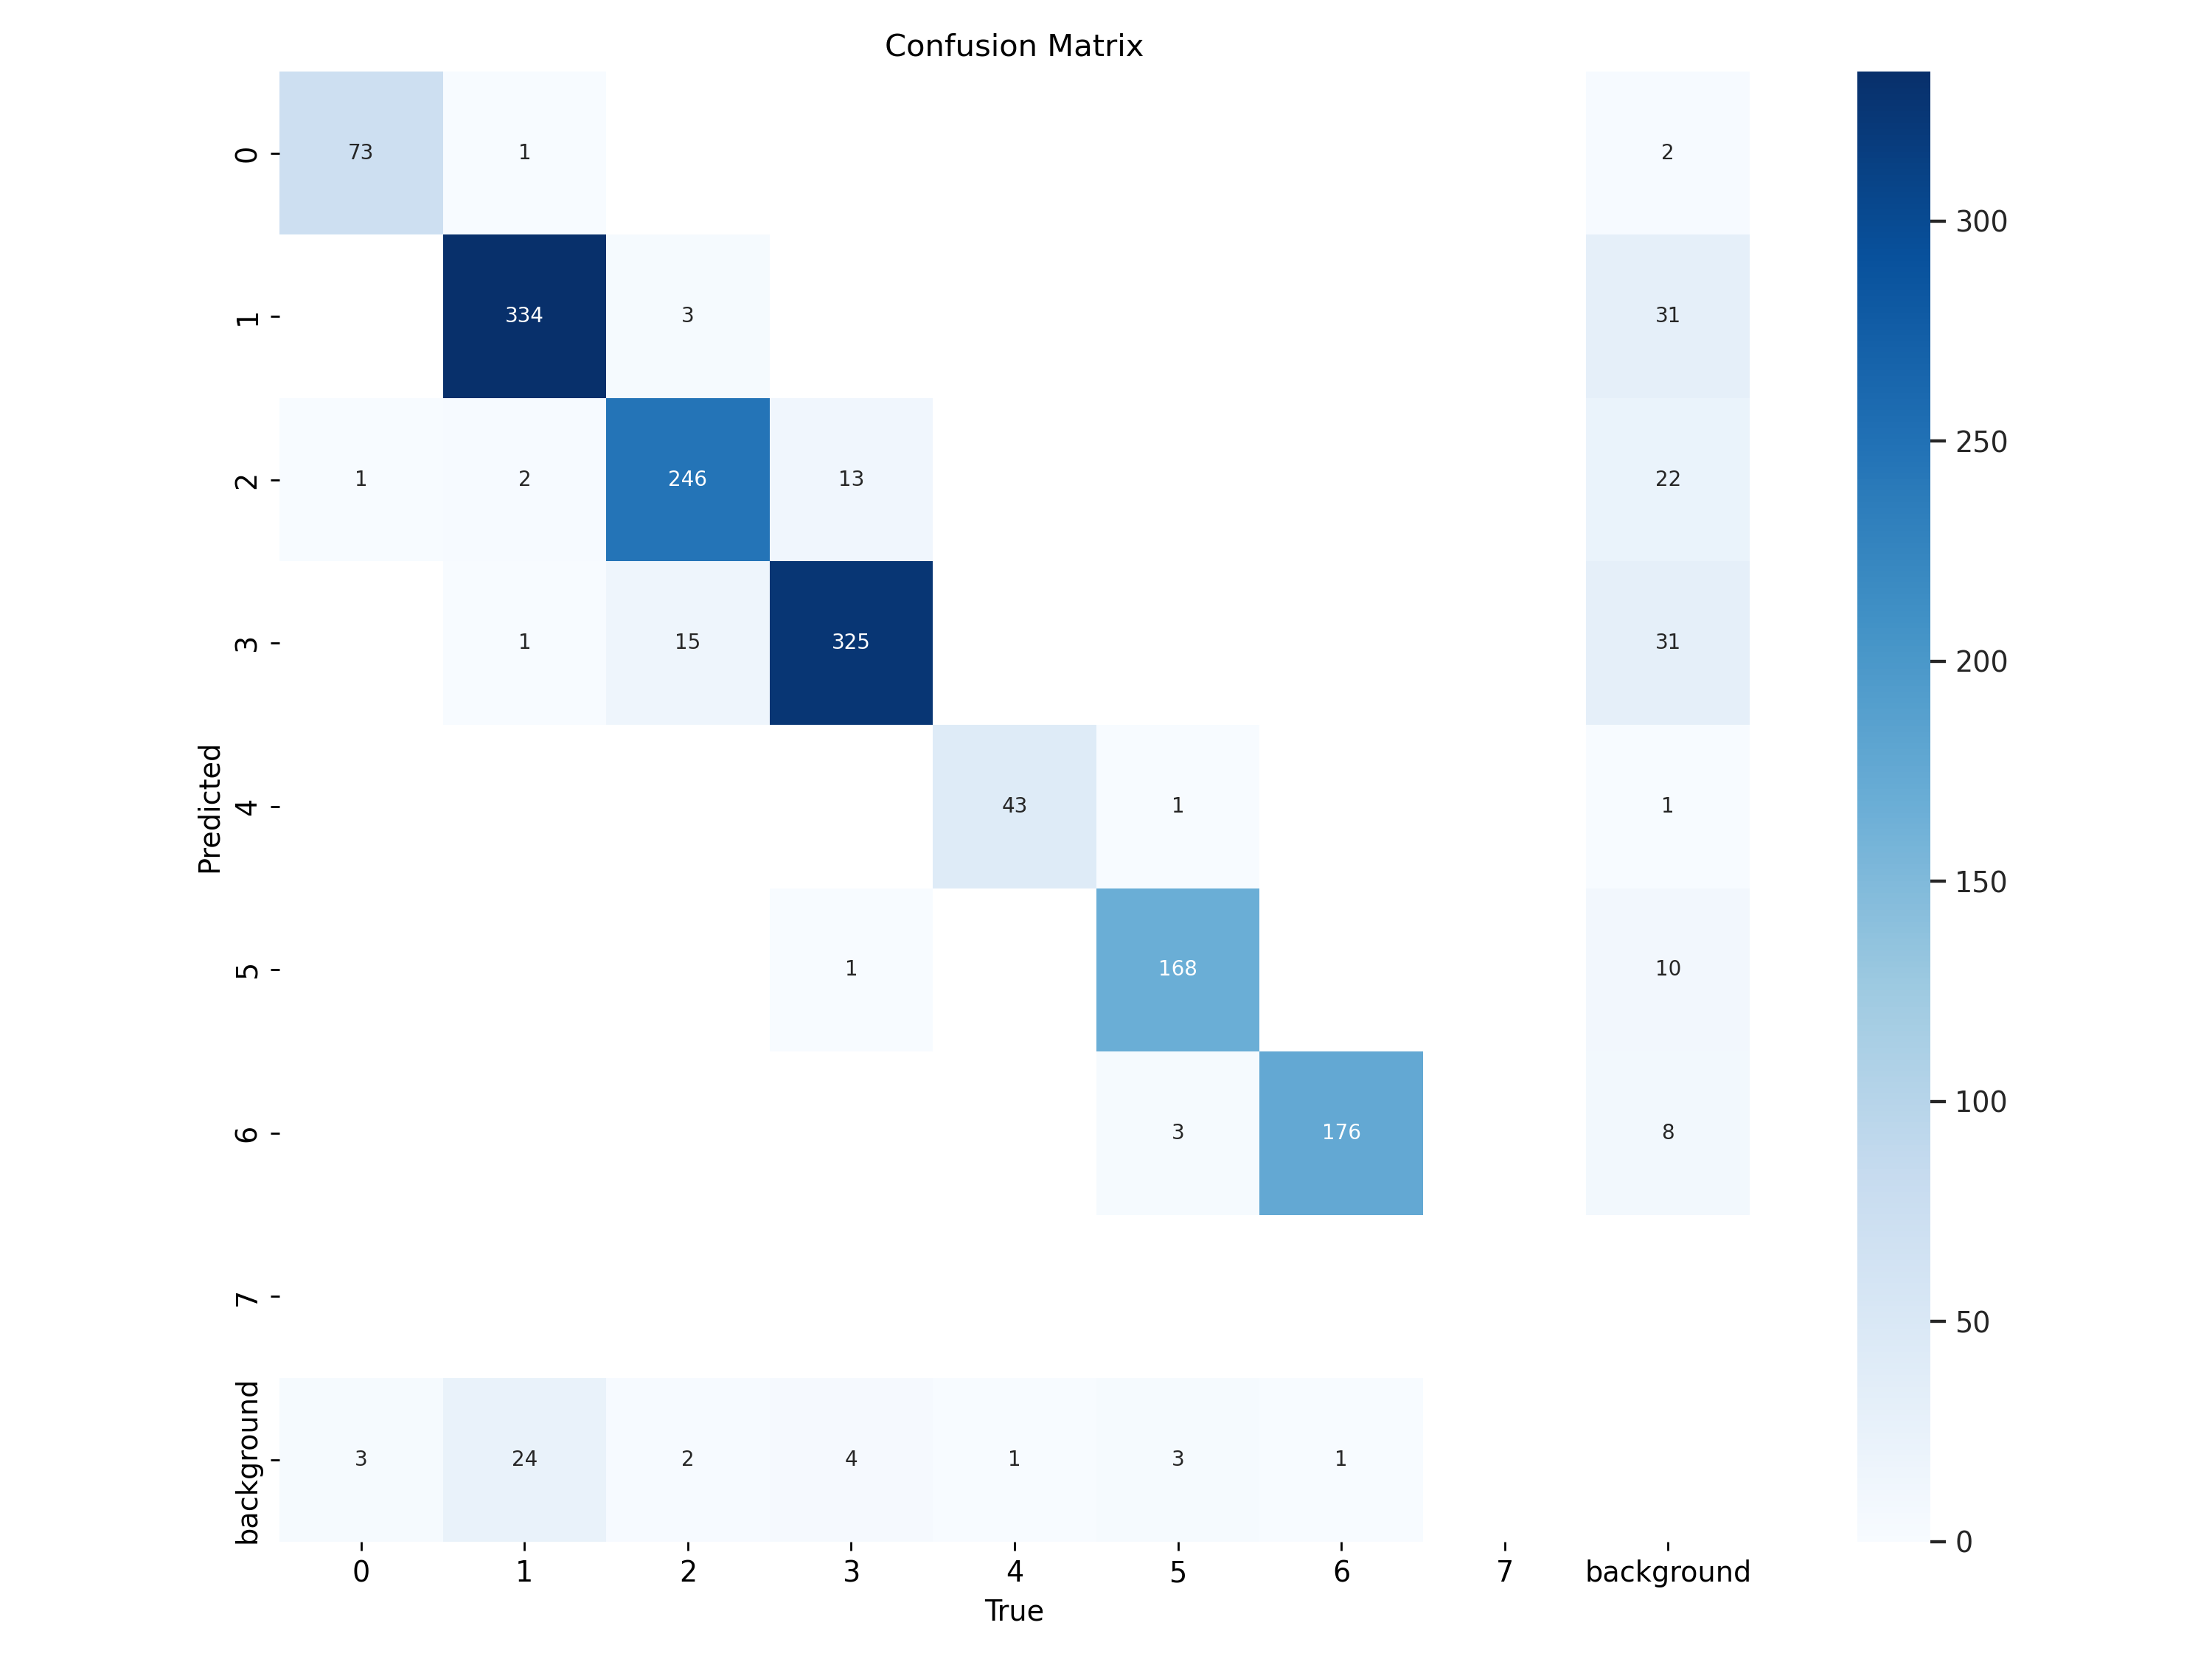 Confusion Matrix
0 73 1 2
1 334 3 31
2 1 2 246 13 22
3 1 15 325 31
4 43 1 1
5 1 168 10
6 3 176 8
7
background 3 24 2 4 1 3 1
0 1 2 3 4 5 6 7 background
True
Predicted
300
250
200
150
100
50
0